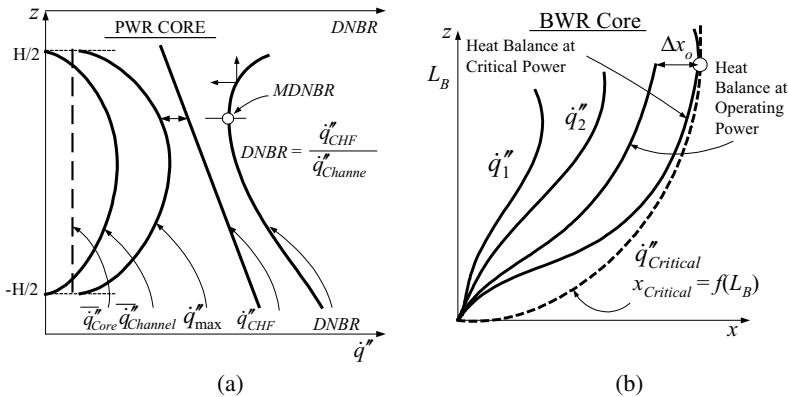 z
PWR CORE
DNBR
H/2
MDNBR
DNBR = q̇″CHF / q̇″Channe
-H/2
q̇″Core
q̇″Channel
q̇″max
q̇″CHF
DNBR
q̇″
(a)
z
BWR Core
Heat Balance at
Critical Power
Δxo
LB
Heat
Balance at
Operating
Power
q̇″1
q̇″2
q̇″Critical
xCritical = f(LB)
x
(b)